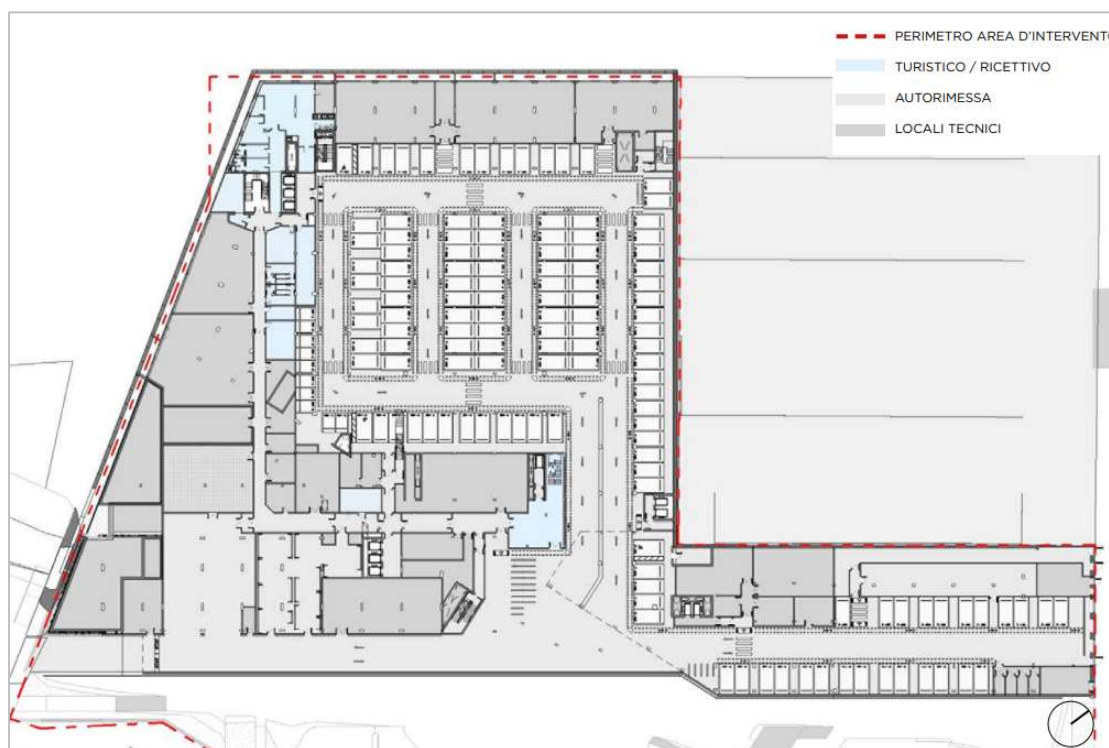 PERIMETRO AREA D'INTERVENTO
TURISTICO / RICETTIVO
AUTORIMESSA
LOCALI TECNICI